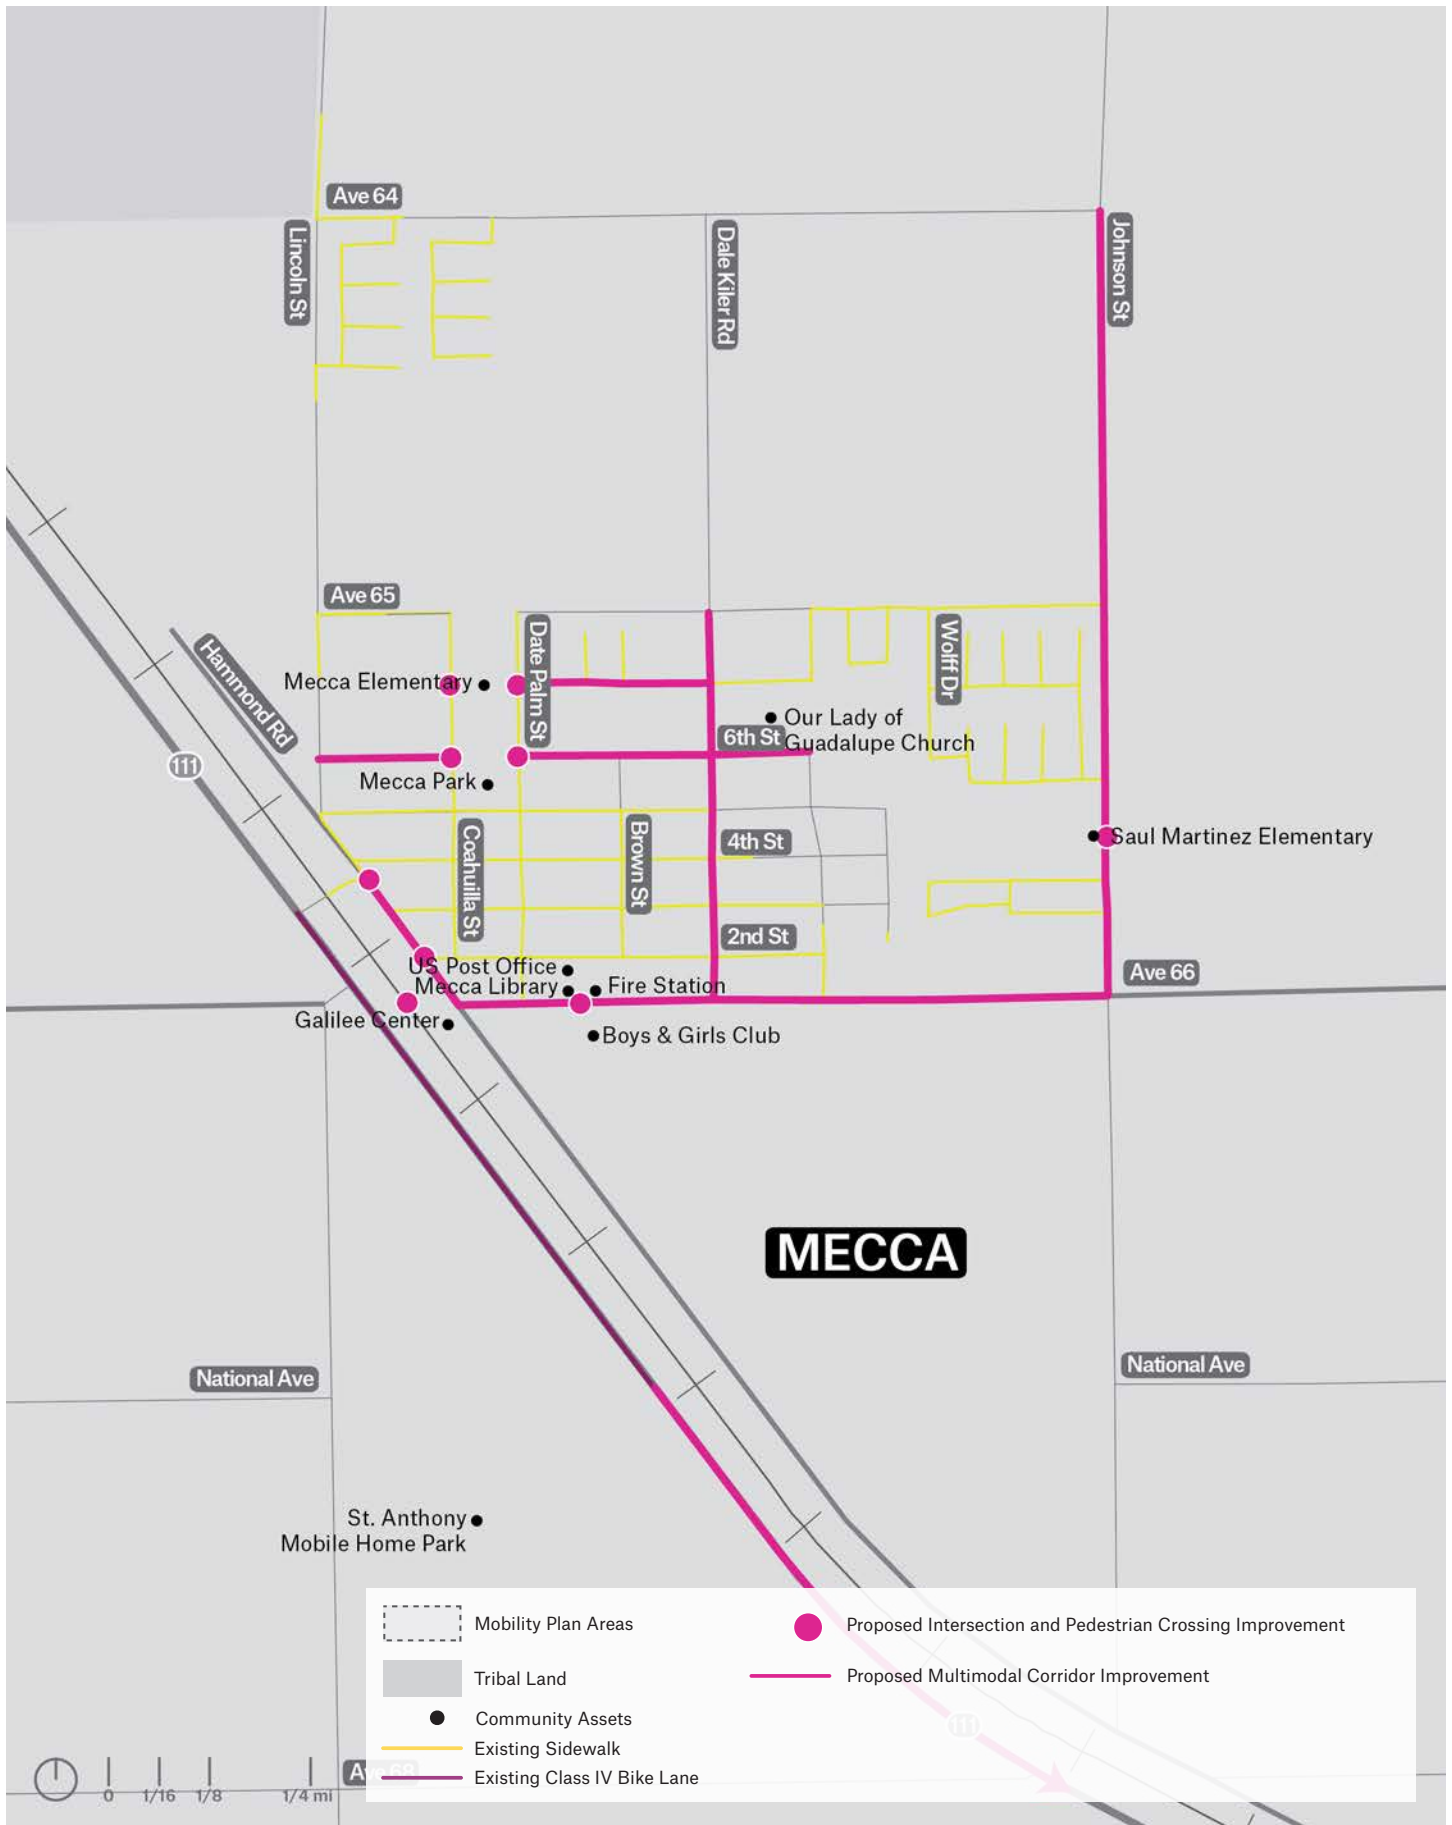 Ave 64
Lincoln St
Dale Kiler Rd
Johnson St
Ave 65
Hammond Rd
Date Palm St
Wolff Dr
Mecca Elementary
Our Lady of
Guadalupe Church
6th St
111
Mecca Park
Coahuilla St
Brown St
4th St
Saul Martinez Elementary
2nd St
US Post Office
Mecca Library
Fire Station
Ave 66
Galilee Center
Boys & Girls Club
MECCA
National Ave
National Ave
St. Anthony
Mobile Home Park
Mobility Plan Areas
Tribal Land
Community Assets
Existing Sidewalk
Existing Class IV Bike Lane
Proposed Intersection and Pedestrian Crossing Improvement
Proposed Multimodal Corridor Improvement
111
Ave 68
0 1/16 1/8 1/4 mi